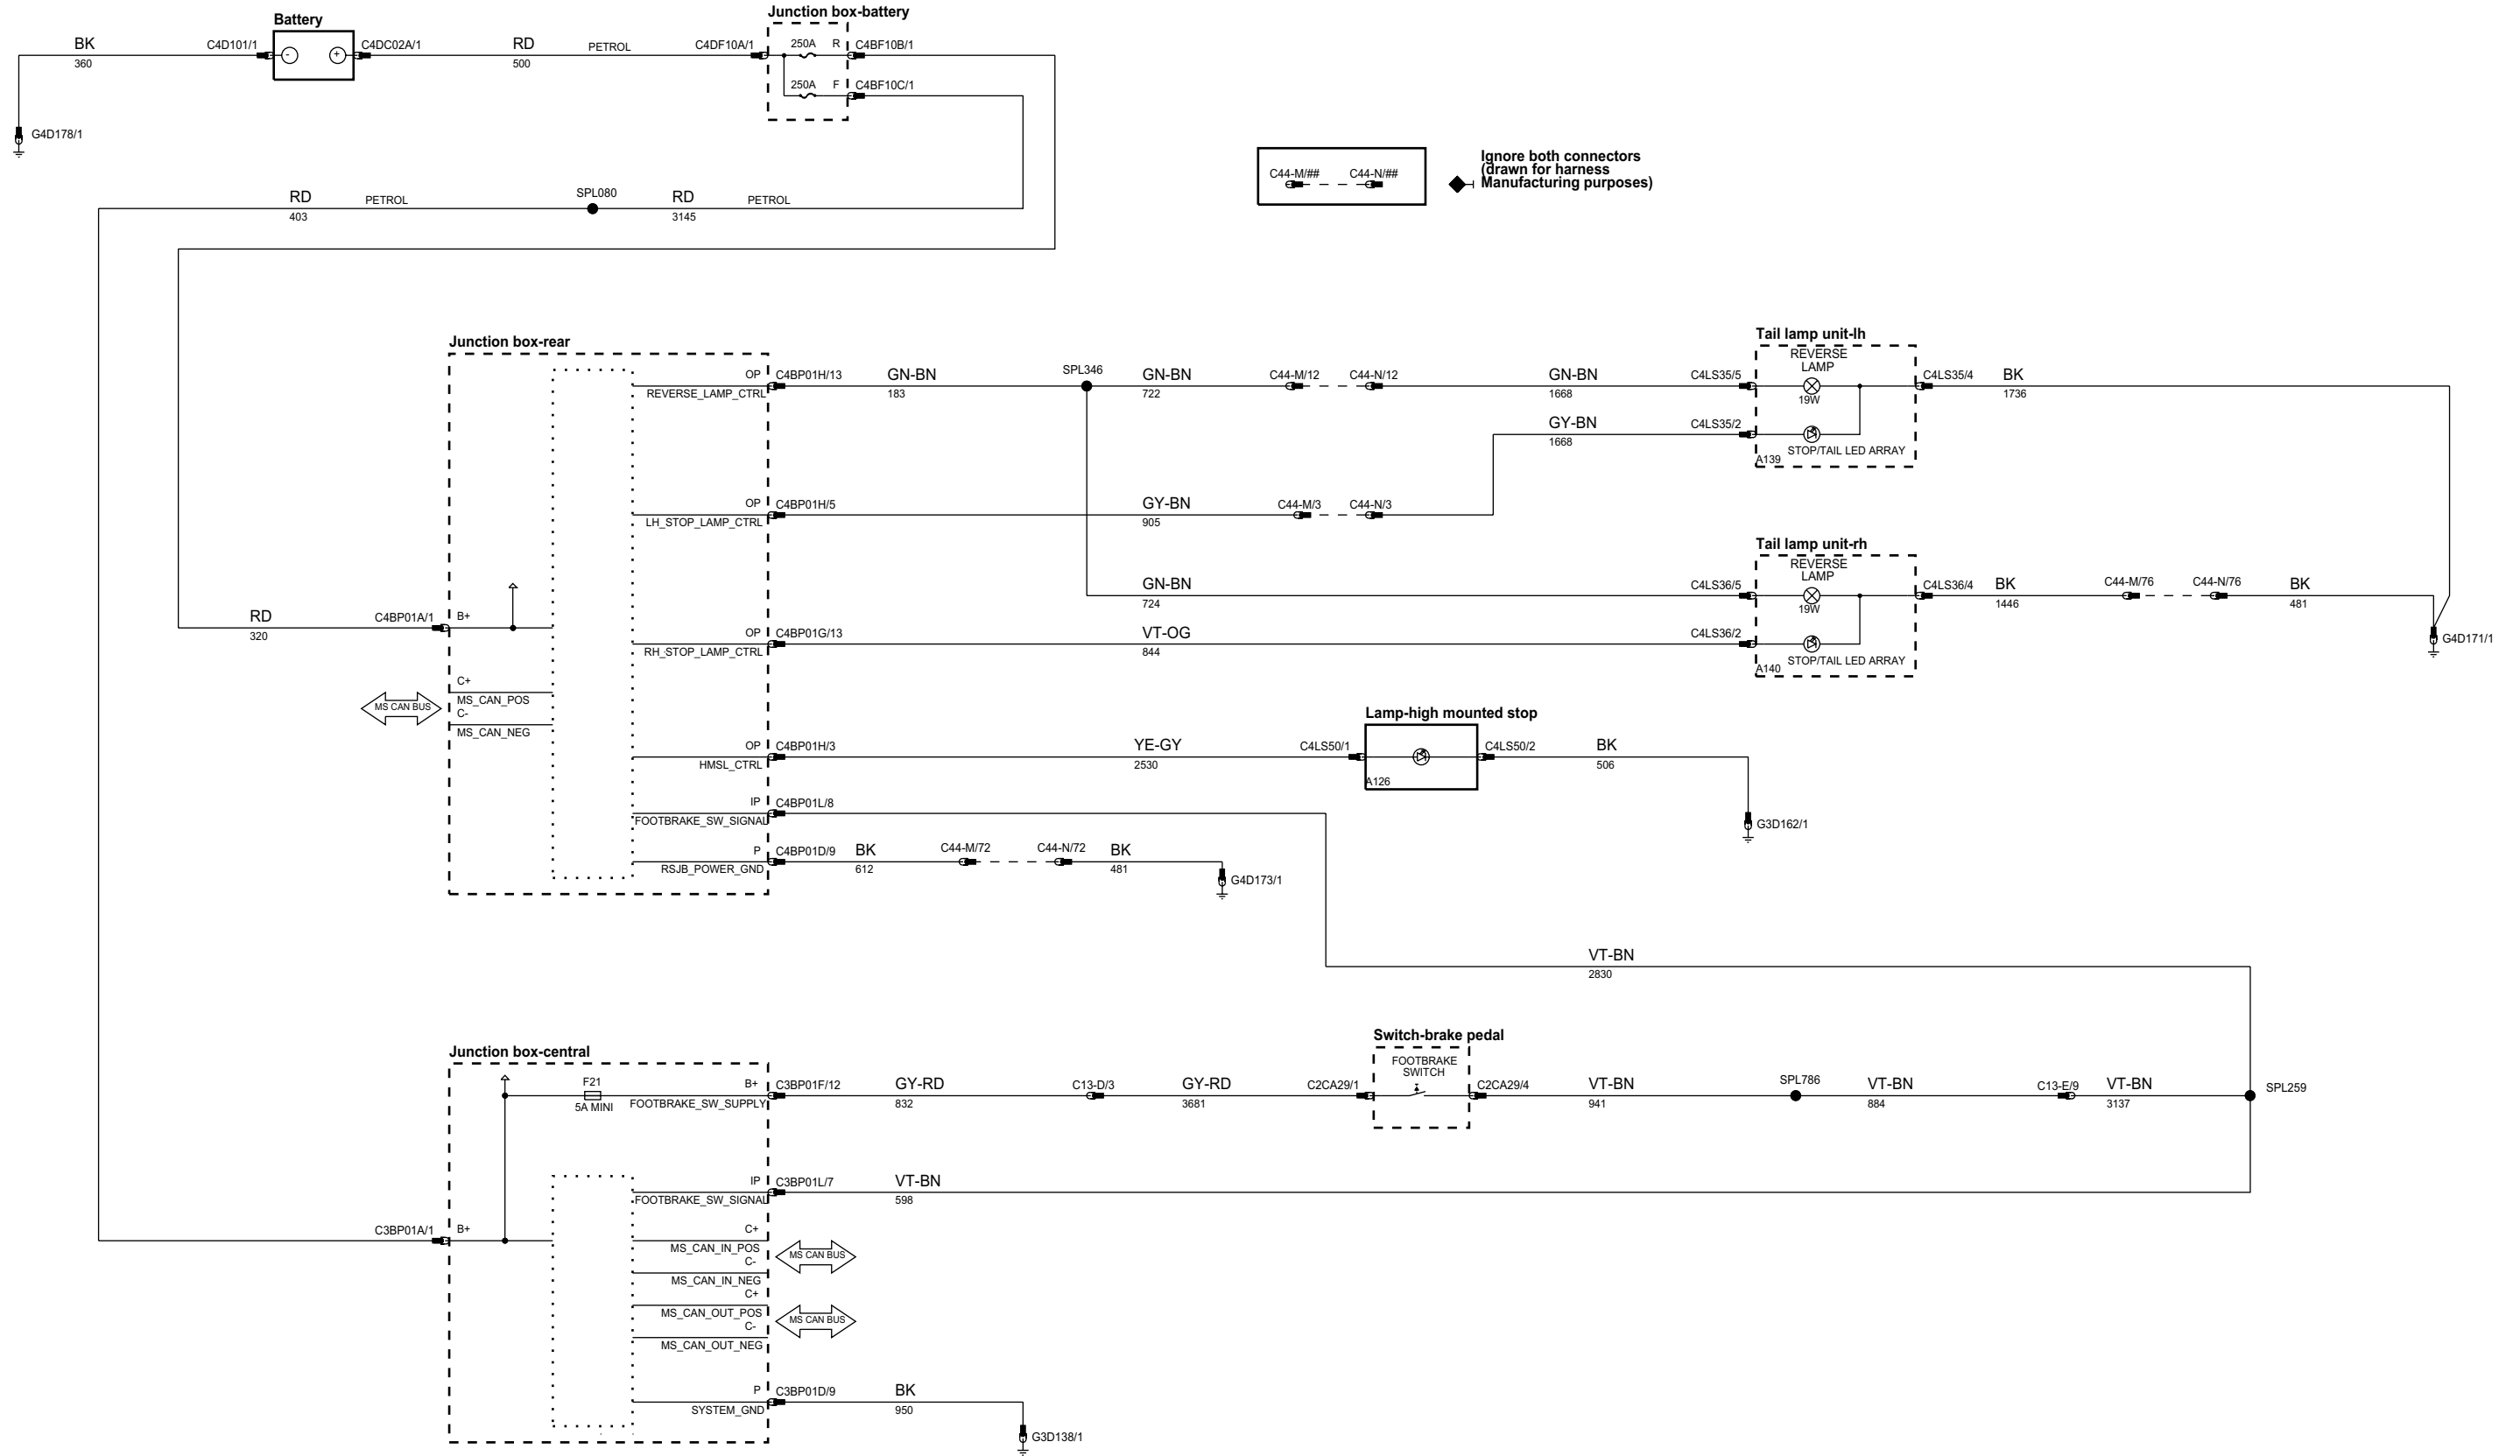 Battery
Junction box-battery
BK
360
C4D101/1
-
+
C4DC02A/1
RD
500
PETROL
C4DF10A/1
250A
R
C4BF10B/1
250A
F
C4BF10C/1
G4D178/1
C44-M/##
C44-N/##
Ignore both connectors
(drawn for harness
Manufacturing purposes)
RD
403
PETROL
SPL080
RD
3145
PETROL
Junction box-rear
OP
REVERSE_LAMP_CTRL
C4BP01H/13
GN-BN
183
SPL346
GN-BN
722
C44-M/12
C44-N/12
GN-BN
1668
C4LS35/5
Tail lamp unit-lh
REVERSE
LAMP
19W
C4LS35/4
BK
1736
GY-BN
1668
C4LS35/2
STOP/TAIL LED ARRAY
A139
OP
LH_STOP_LAMP_CTRL
C4BP01H/5
GY-BN
905
C44-M/3
C44-N/3
Tail lamp unit-rh
REVERSE
LAMP
19W
GN-BN
724
C4LS36/5
C4LS36/4
BK
1446
C44-M/76
C44-N/76
BK
481
G4D171/1
RD
320
C4BP01A/1
B+
OP
RH_STOP_LAMP_CTRL
C4BP01G/13
VT-OG
844
C4LS36/2
STOP/TAIL LED ARRAY
A140
MS CAN BUS
C+
MS_CAN_POS
C-
MS_CAN_NEG
Lamp-high mounted stop
OP
HMSL_CTRL
C4BP01H/3
YE-GY
2530
C4LS50/1
C4LS50/2
A126
BK
506
G3D162/1
IP
FOOTBRAKE_SW_SIGNAL
C4BP01L/8
P
RSJB_POWER_GND
C4BP01D/9
BK
612
C44-M/72
C44-N/72
BK
481
G4D173/1
VT-BN
2830
Junction box-central
Switch-brake pedal
F21
5A MINI
B+
FOOTBRAKE_SW_SUPPLY
C3BP01F/12
GY-RD
832
C13-D/3
GY-RD
3681
C2CA29/1
FOOTBRAKE
SWITCH
C2CA29/4
VT-BN
941
SPL786
VT-BN
884
C13-E/9
VT-BN
3137
SPL259
IP
FOOTBRAKE_SW_SIGNAL
C3BP01L/7
VT-BN
598
C3BP01A/1
B+
C+
MS_CAN_IN_POS
C-
MS_CAN_IN_NEG
MS CAN BUS
C+
MS_CAN_OUT_POS
C-
MS_CAN_OUT_NEG
MS CAN BUS
P
SYSTEM_GND
C3BP01D/9
BK
950
G3D138/1